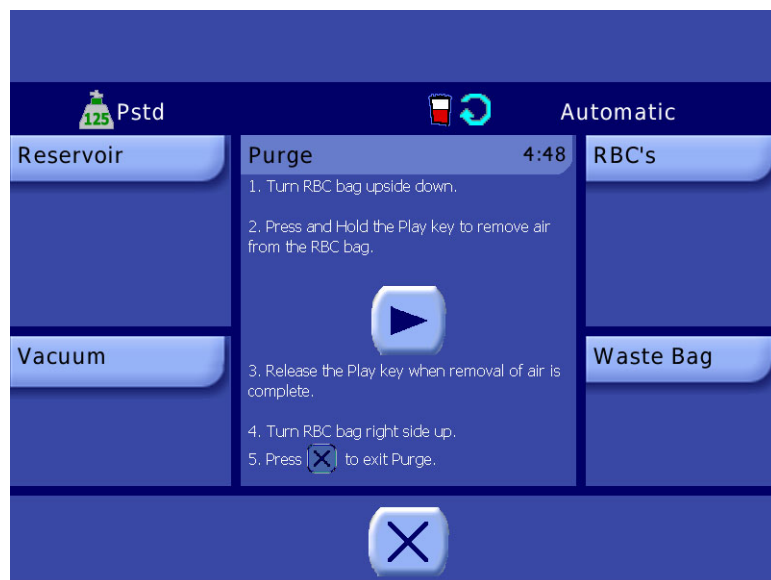 125 Pstd Automatic
Reservoir
Purge 4:48
RBC's
1. Turn RBC bag upside down.
2. Press and Hold the Play key to remove air
from the RBC bag.
Vacuum
Waste Bag
3. Release the Play key when removal of air is
complete.
4. Turn RBC bag right side up.
5. Press X to exit Purge.